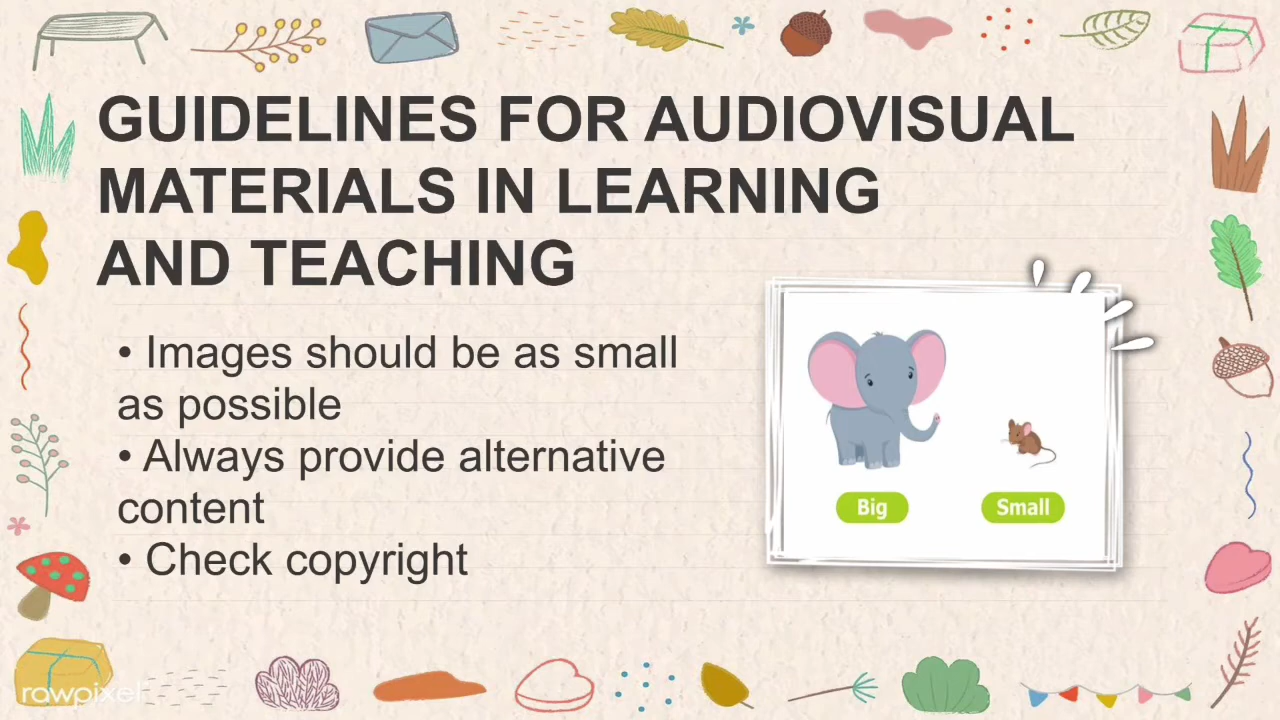 GUIDELINES FOR AUDIOVISUAL
MATERIALS IN LEARNING
AND TEACHING
• Images should be as small
as possible
• Always provide alternative
content
• Check copyright
Big
Small
rawpixel